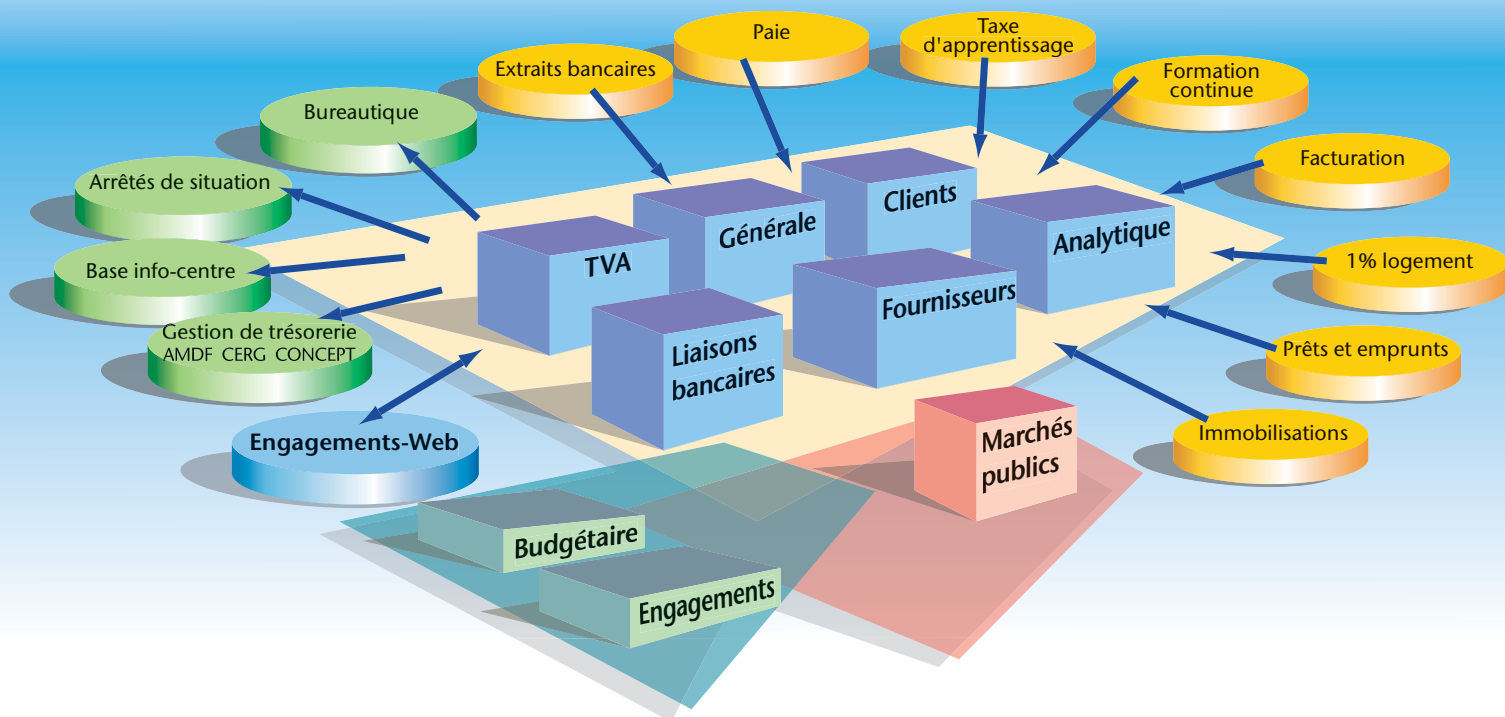 Paie
Taxe
d'apprentissage
Extraits bancaires
Formation
continue
Bureautique
Facturation
Arrêtés de situation
Clients
Générale
Analytique
TVA
Base info-centre
1% logement
Fournisseurs
Gestion de trésorerie
AMDF CERG CONCEPT
Liaisons
bancaires
Prêts et emprunts
Engagements-Web
Marchés
publics
Immobilisations
Budgétaire
Engagements